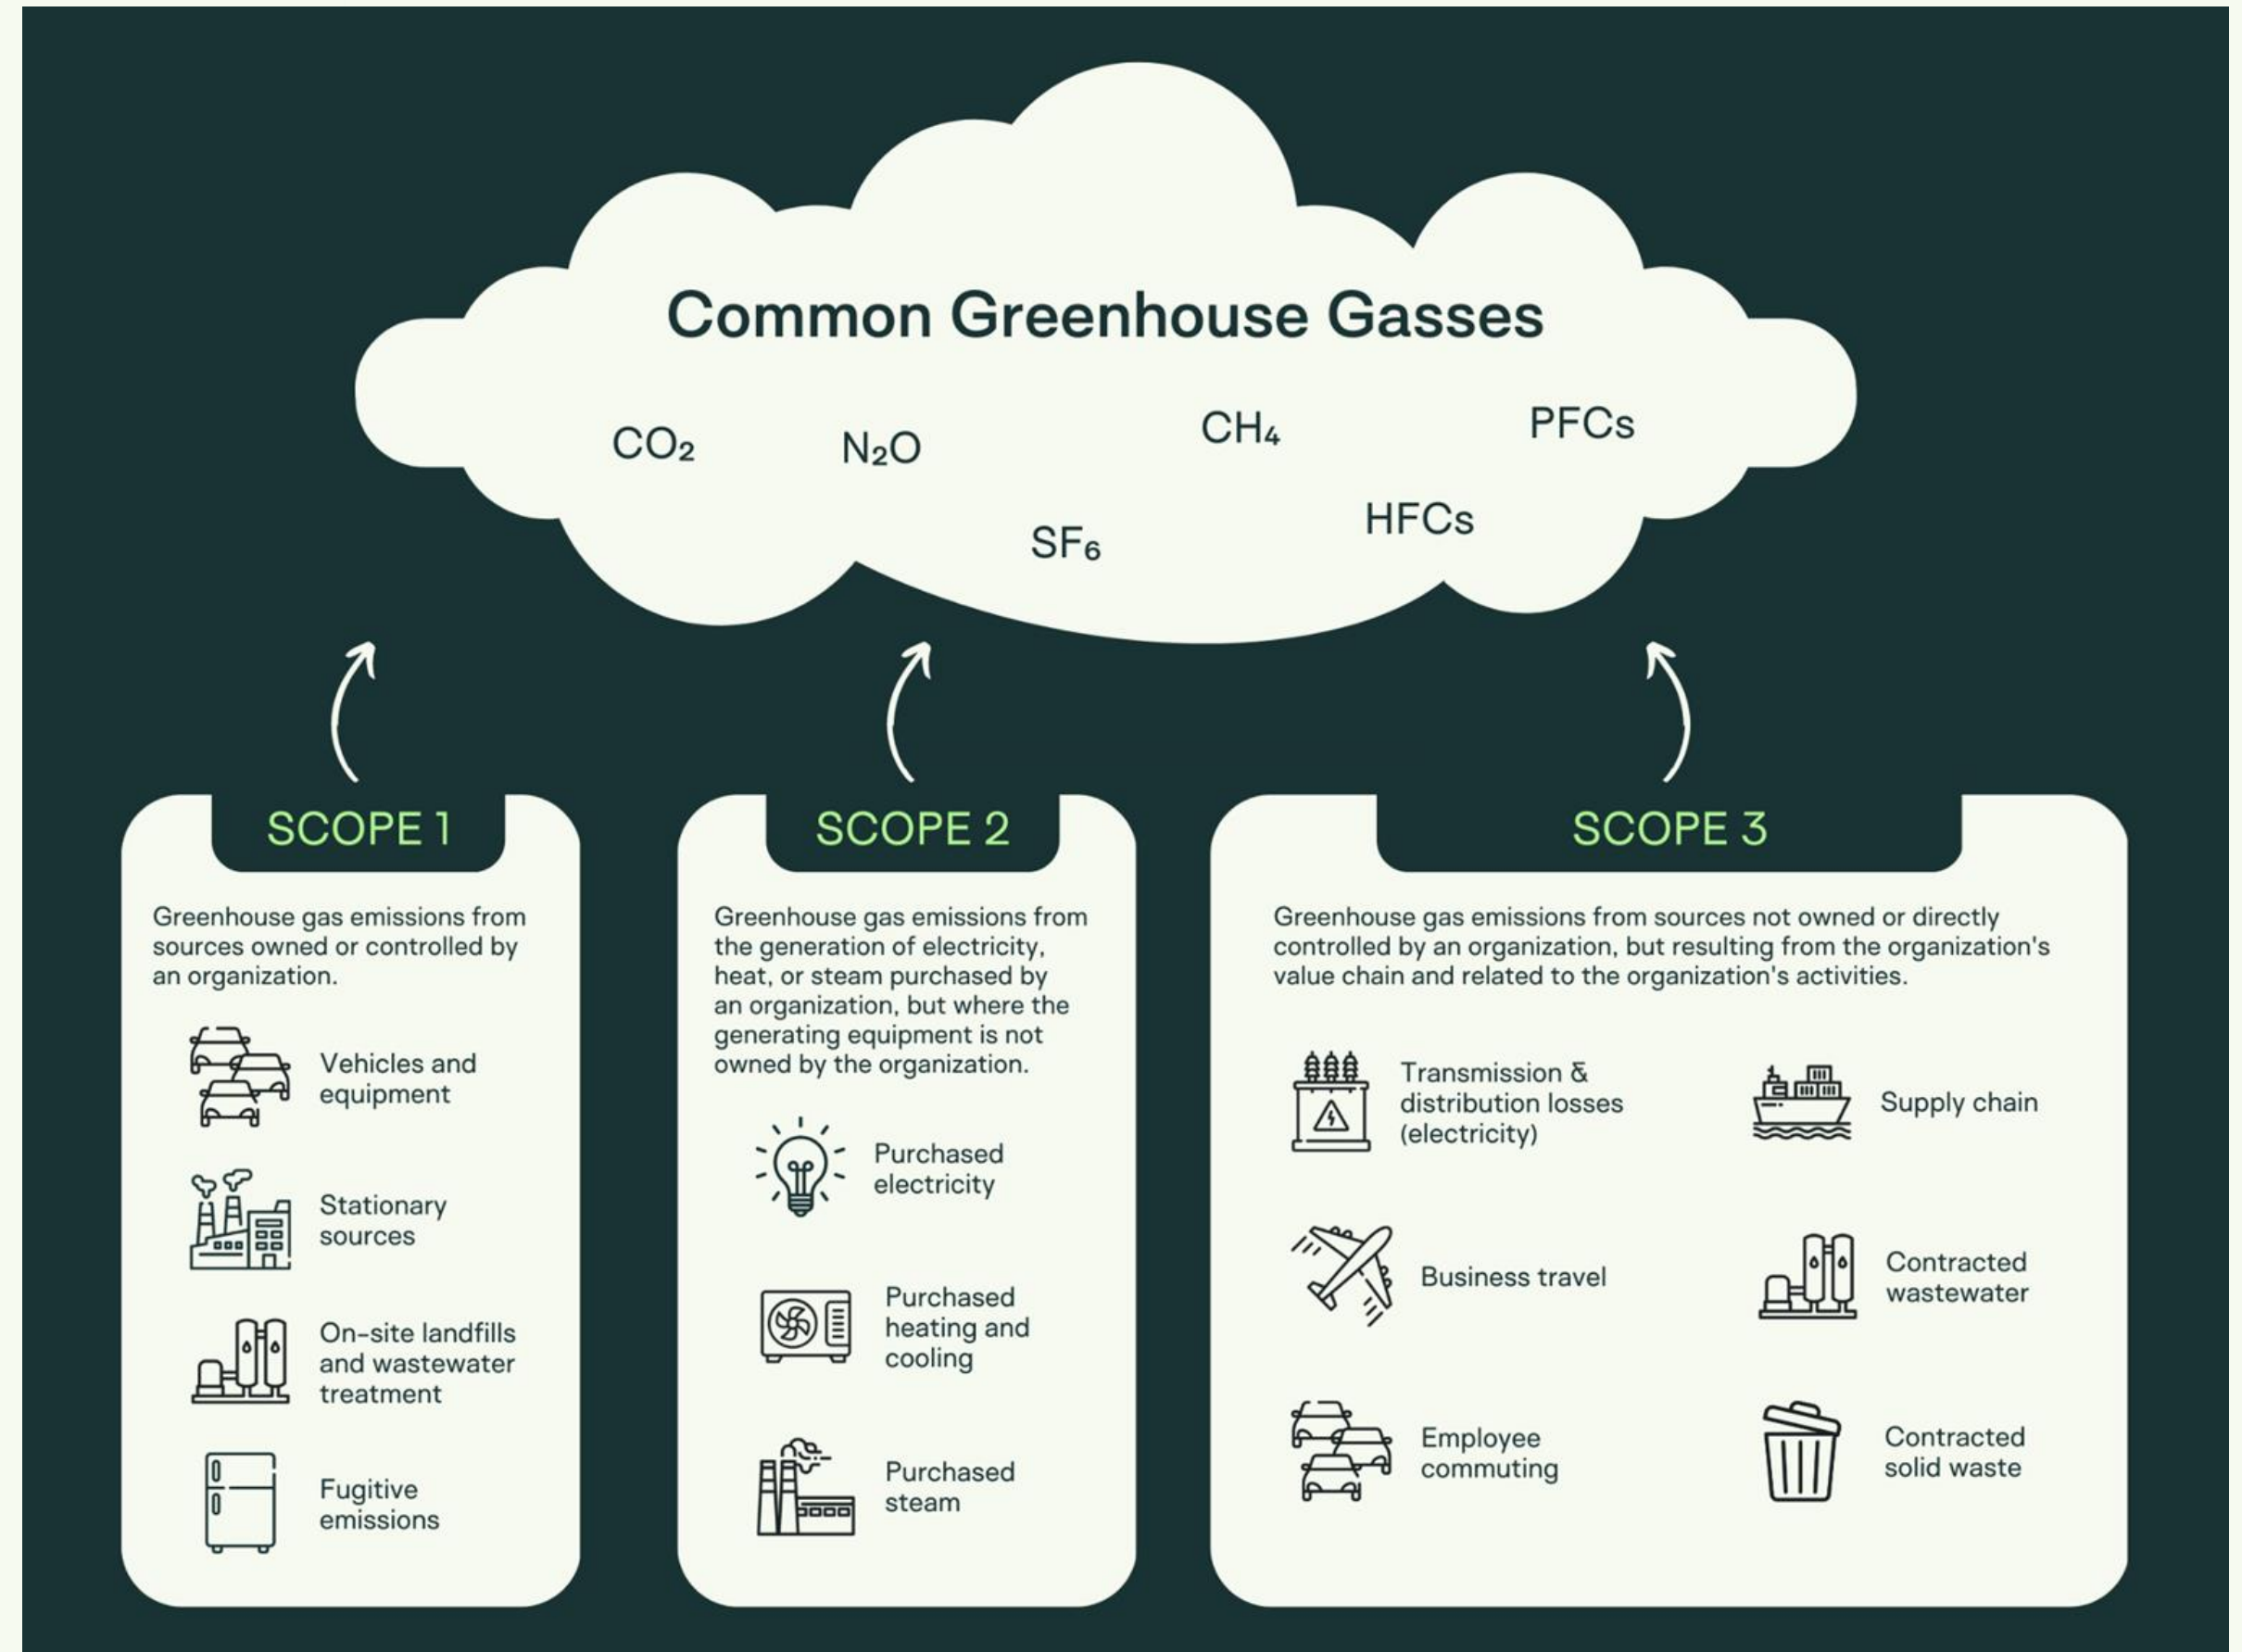 Common Greenhouse Gasses
CO₂
N₂O
CH₄
PFCs
SF₆
HFCs
SCOPE 1
Greenhouse gas emissions from
sources owned or controlled by
an organization.
Vehicles and
equipment
Stationary
sources
On-site landfills
and wastewater
treatment
Fugitive
emissions
SCOPE 2
Greenhouse gas emissions from
the generation of electricity,
heat, or steam purchased by
an organization, but where the
generating equipment is not
owned by the organization.
Purchased
electricity
Purchased
heating and
cooling
Purchased
steam
SCOPE 3
Greenhouse gas emissions from sources not owned or directly
controlled by an organization, but resulting from the organization's
value chain and related to the organization's activities.
Transmission &
distribution losses
(electricity)
Supply chain
Business travel
Contracted
wastewater
Employee
commuting
Contracted
solid waste